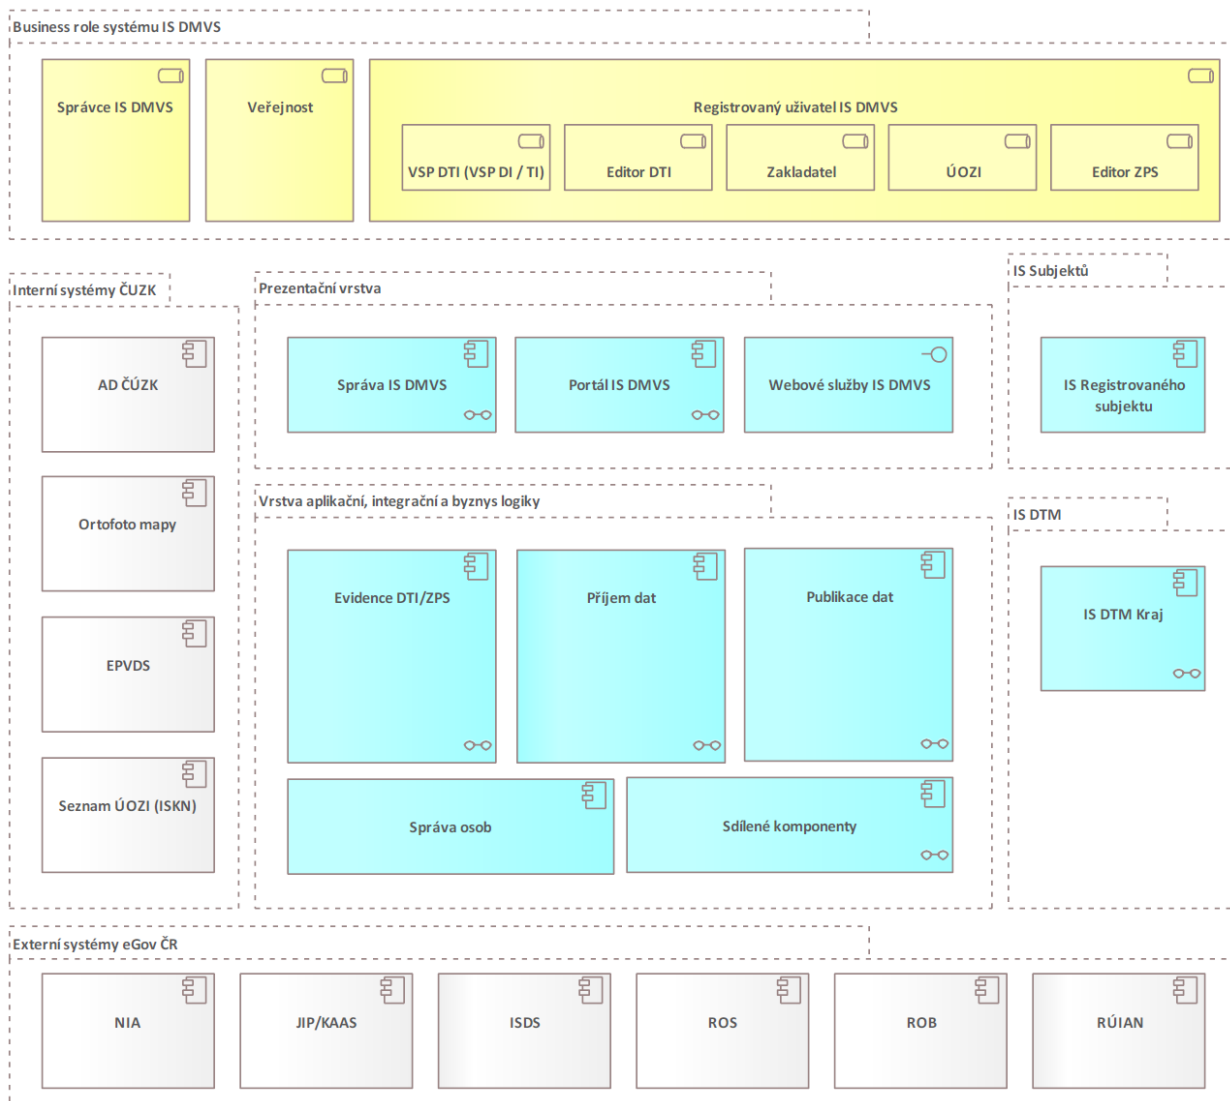 Business role systému IS DMVS
Správce IS DMVS
Veřejnost
Registrovaný uživatel IS DMVS
VSP DTI (VSP DI / TI)
Editor DTI
Zakladatel
ÚOZI
Editor ZPS
Interní systémy ČUZK
AD ČÚZK
Ortofoto mapy
EPVDS
Seznam ÚOZI (ISKN)
Prezentační vrstva
Správa IS DMVS
Portál IS DMVS
Webové služby IS DMVS
IS Subjektů
IS Registrovaného
subjektu
Vrstva aplikační, integrační a byznys logiky
Evidence DTI/ZPS
Příjem dat
Publikace dat
Správa osob
Sdílené komponenty
IS DTM
IS DTM Kraj
Externí systémy eGov ČR
NIA
JIP/KAAS
ISDS
ROS
ROB
RÚIAN